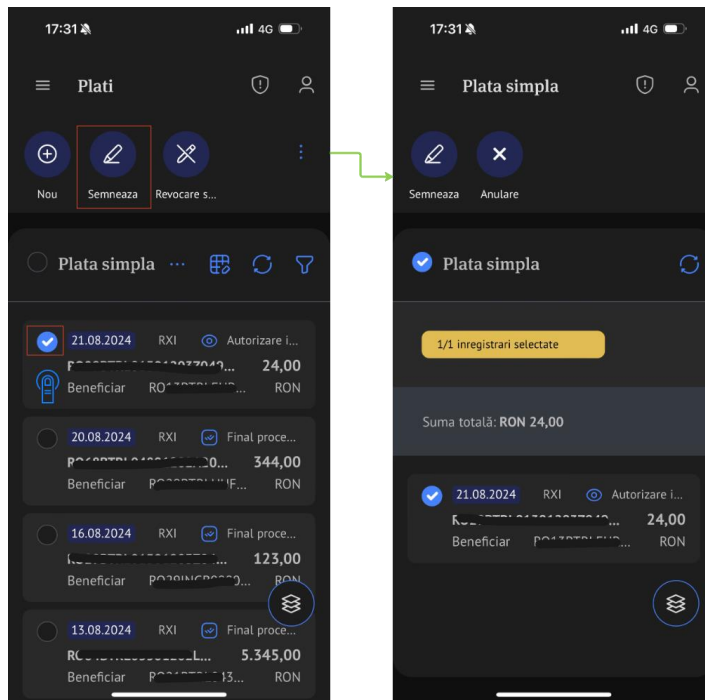 17:31 4G
Plati
Nou Semneaza Revocare s...
Plata simpla ...
21.08.2024 RXI Autorizare i...
24,00
Beneficiar RON
20.08.2024 RXI Final proce...
344,00
Beneficiar RON
16.08.2024 RXI Final proce...
123,00
Beneficiar RON
13.08.2024 RXI Final proce...
5.345,00
Beneficiar RON
17:31 4G
Plata simpla
Semneaza Anulare
Plata simpla
1/1 inregistrari selectate
Suma totală: RON 24,00
21.08.2024 RXI Autorizare i...
24,00
Beneficiar RON